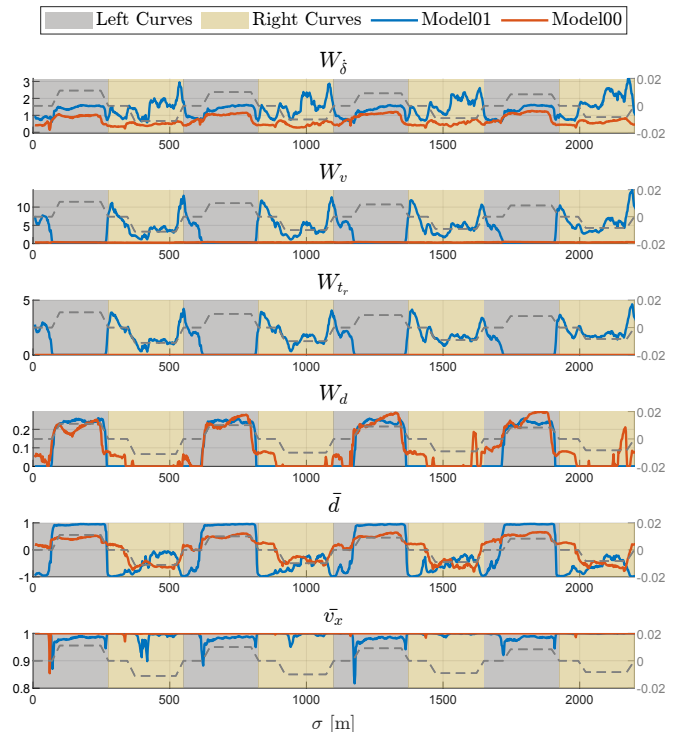 Left Curves Right Curves Model01 Model00
W_δ̇
3 0.02
2
1 0
0 -0.02
0 500 1000 1500 2000
W_v
10 0.02
5 0
0 -0.02
0 500 1000 1500 2000
W_{t_r}
5 0.02
0
0 -0.02
0 500 1000 1500 2000
W_d
0.2 0.02
0.1 0
0 -0.02
0 500 1000 1500 2000
d̄
1 0.02
0 0
-1 -0.02
0 500 1000 1500 2000
v̄_x
1 0.02
0.9 0
0.8 -0.02
0 500 1000 1500 2000
σ [m]